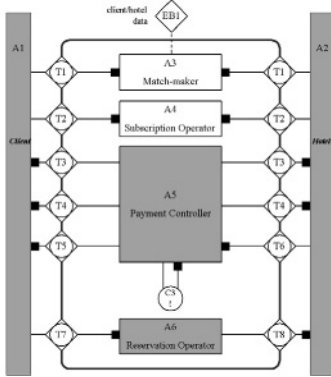 client/hotel
data
EB1
A1
A2
A3
Match-maker
T1
T1
A4
Subscription Operator
T2
T2
Client
Hotel
T3
T3
A5
Payment Controller
T4
T4
T5
T6
CS
!
A6
Reservation Operator
T7
T8